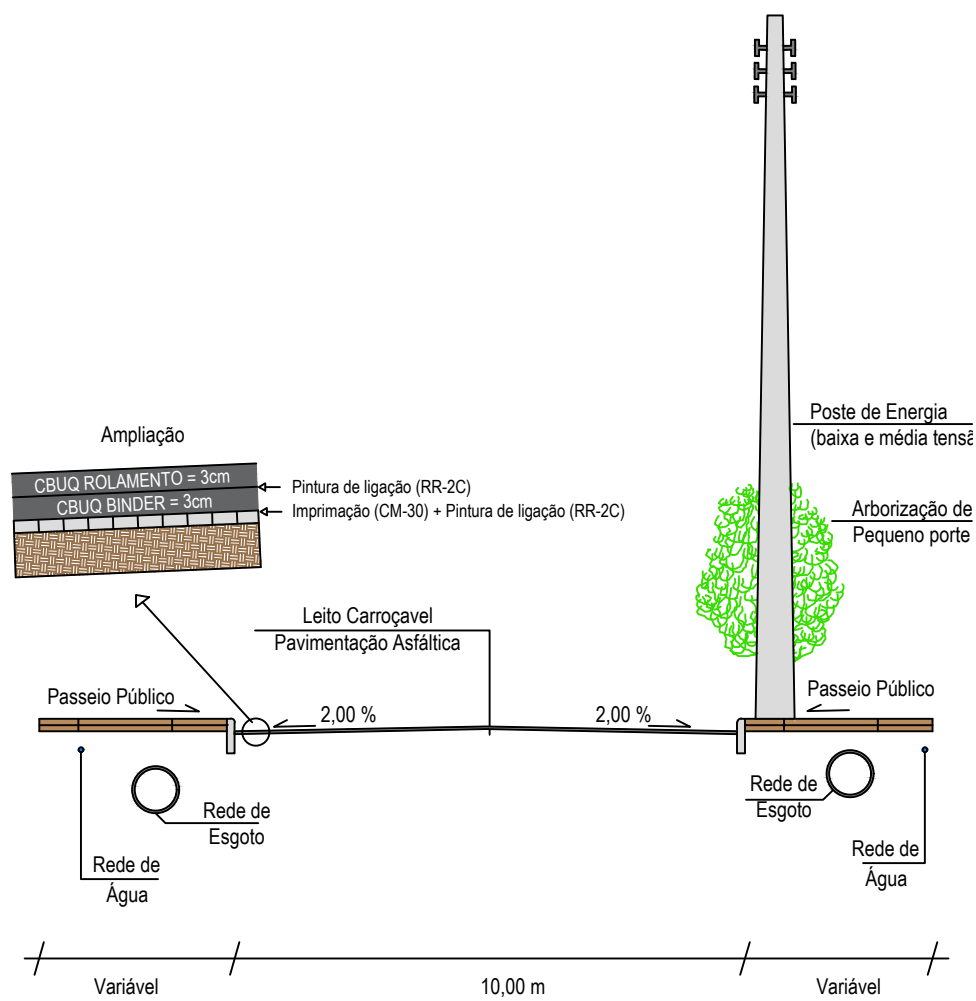 Poste de Energia
(baixa e média
Ampliação
CBUQ ROLAMENTO = 3cm
CBUQ BINDER = 3cm
Pintura de ligação (RR-2C)
Imprimação (CM-30) + Pintura de ligação (RR-2C)
Arborização de
Pequeno porte
Leito Carroçavel
Pavimentação Asfáltica
Passeio Público
2,00 %
2,00 %
Passeio Público
Rede de
Esgoto
Rede de
Esgoto
Rede de
Água
Rede de
Água
Variável
10,00 m
Variável